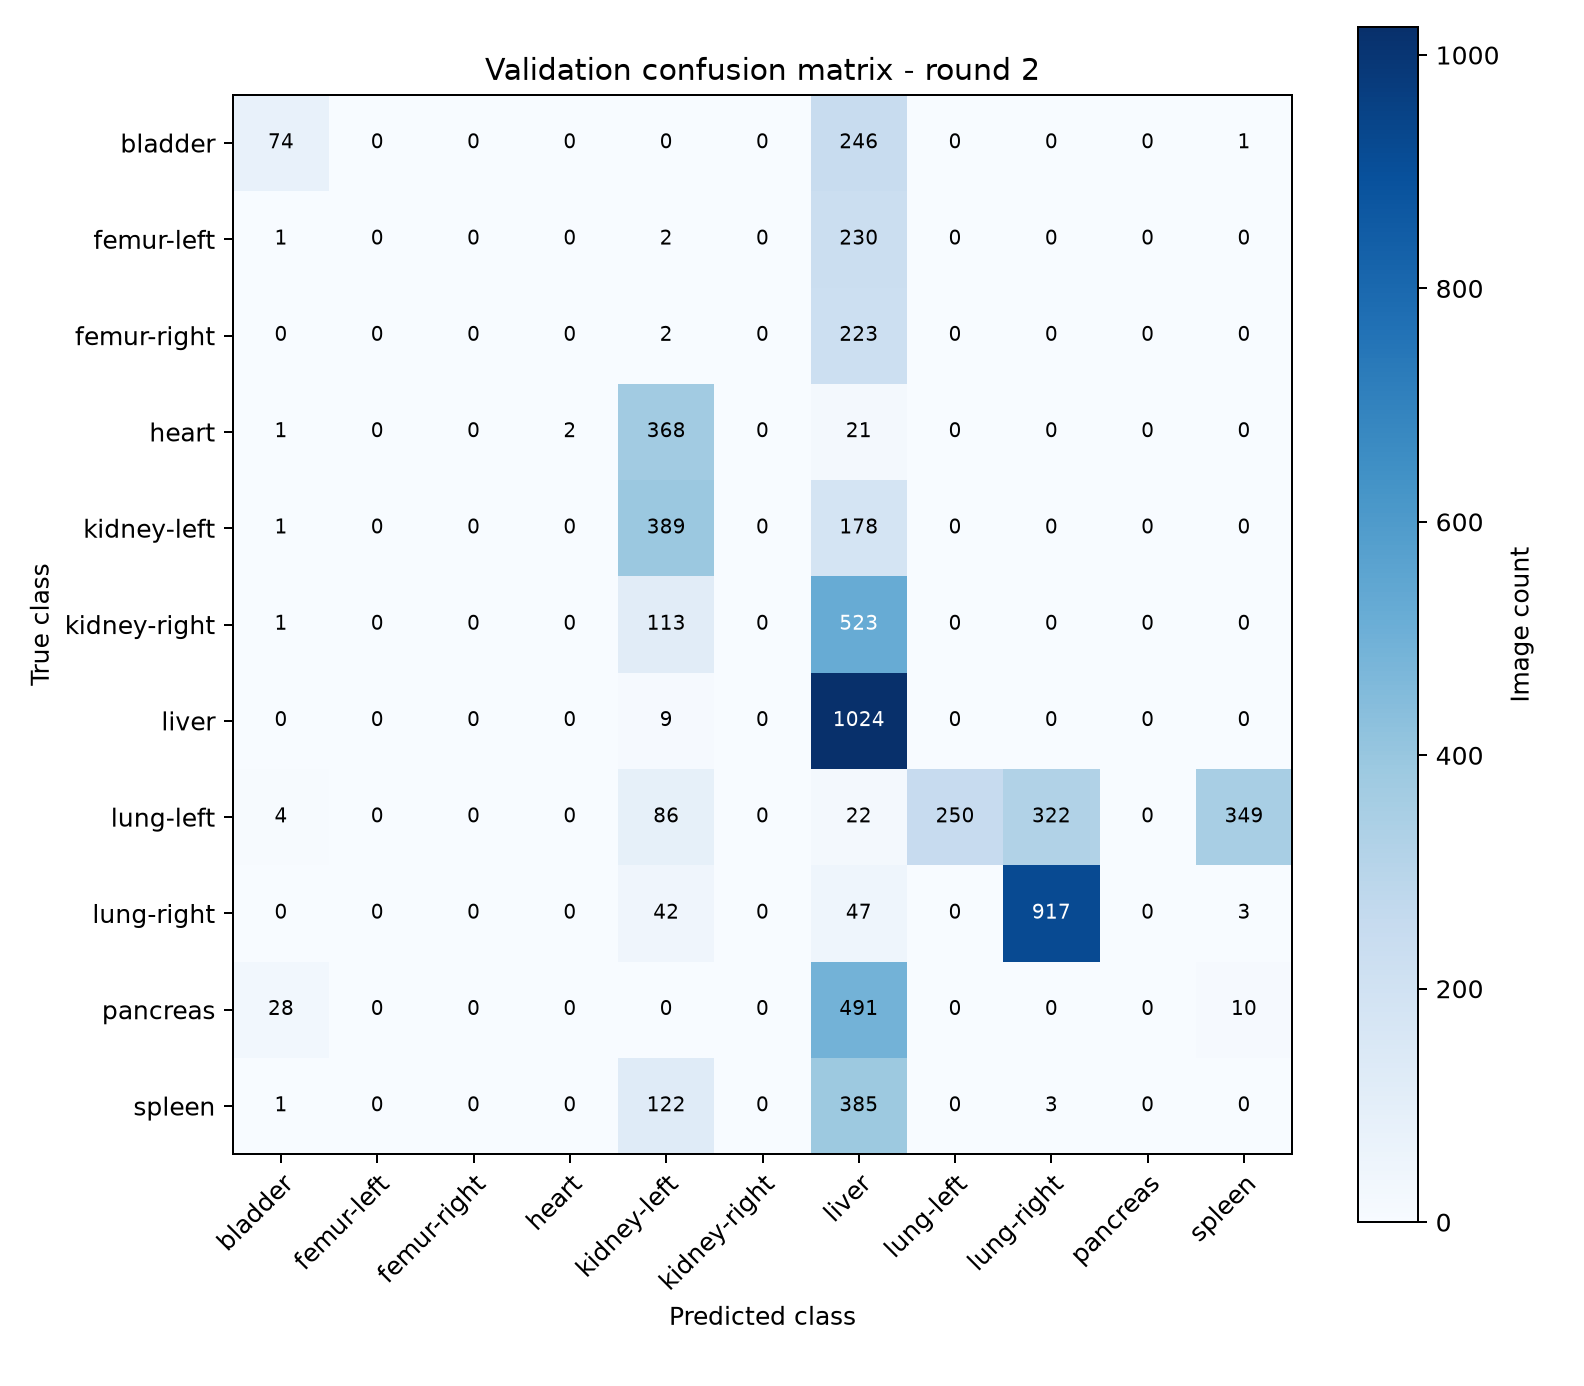 Validation confusion matrix - round 2
bladder 74 0 0 0 0 0 246 0 0 0 1
femur-left 1 0 0 0 2 0 230 0 0 0 0
femur-right 0 0 0 0 2 0 223 0 0 0 0
heart 1 0 0 2 368 0 21 0 0 0 0
kidney-left 1 0 0 0 389 0 178 0 0 0 0
kidney-right 1 0 0 0 113 0 523 0 0 0 0
liver 0 0 0 0 9 0 1024 0 0 0 0
lung-left 4 0 0 0 86 0 22 250 322 0 349
lung-right 0 0 0 0 42 0 47 0 917 0 3
pancreas 28 0 0 0 0 0 491 0 0 0 10
spleen 1 0 0 0 122 0 385 0 3 0 0
bladder femur-left femur-right heart kidney-left kidney-right liver lung-left lung-right pancreas spleen
Predicted class
True class
1000
800
600
400
200
0
Image count